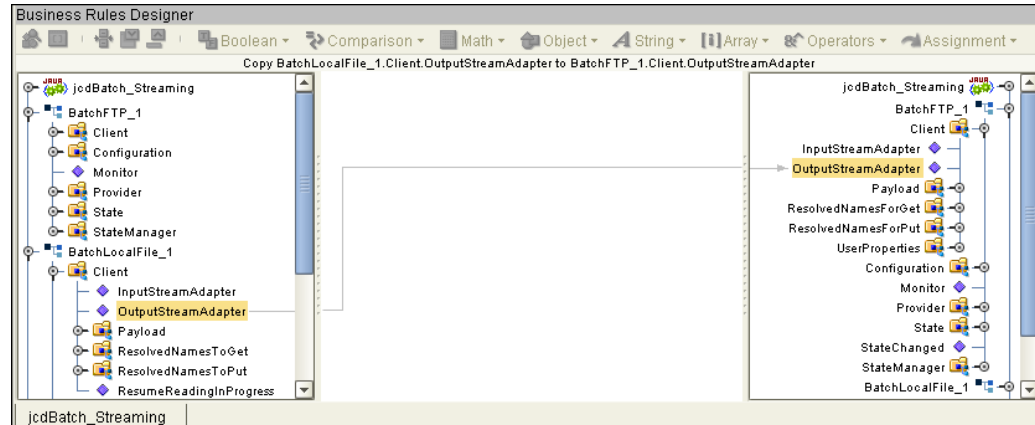 Business Rules Designer
Boolean Comparison Math Object String Array Operators Assignment
Copy BatchLocalFile_1.Client.OutputStreamAdapter to BatchFTP_1.Client.OutputStreamAdapter
JAVA jcdBatch_Streaming
BatchFTP_1
Client
Configuration
Monitor
Provider
State
StateManager
BatchLocalFile_1
Client
InputStreamAdapter
OutputStreamAdapter
Payload
ResolvedNamesToGet
ResolvedNamesToPut
ResumeReadingInProgress
jcdBatch_Streaming JAVA
BatchFTP_1
Client
InputStreamAdapter
OutputStreamAdapter
Payload
ResolvedNamesForGet
ResolvedNamesForPut
UserProperties
Configuration
Monitor
Provider
State
StateChanged
StateManager
BatchLocalFile_1
jcdBatch_Streaming